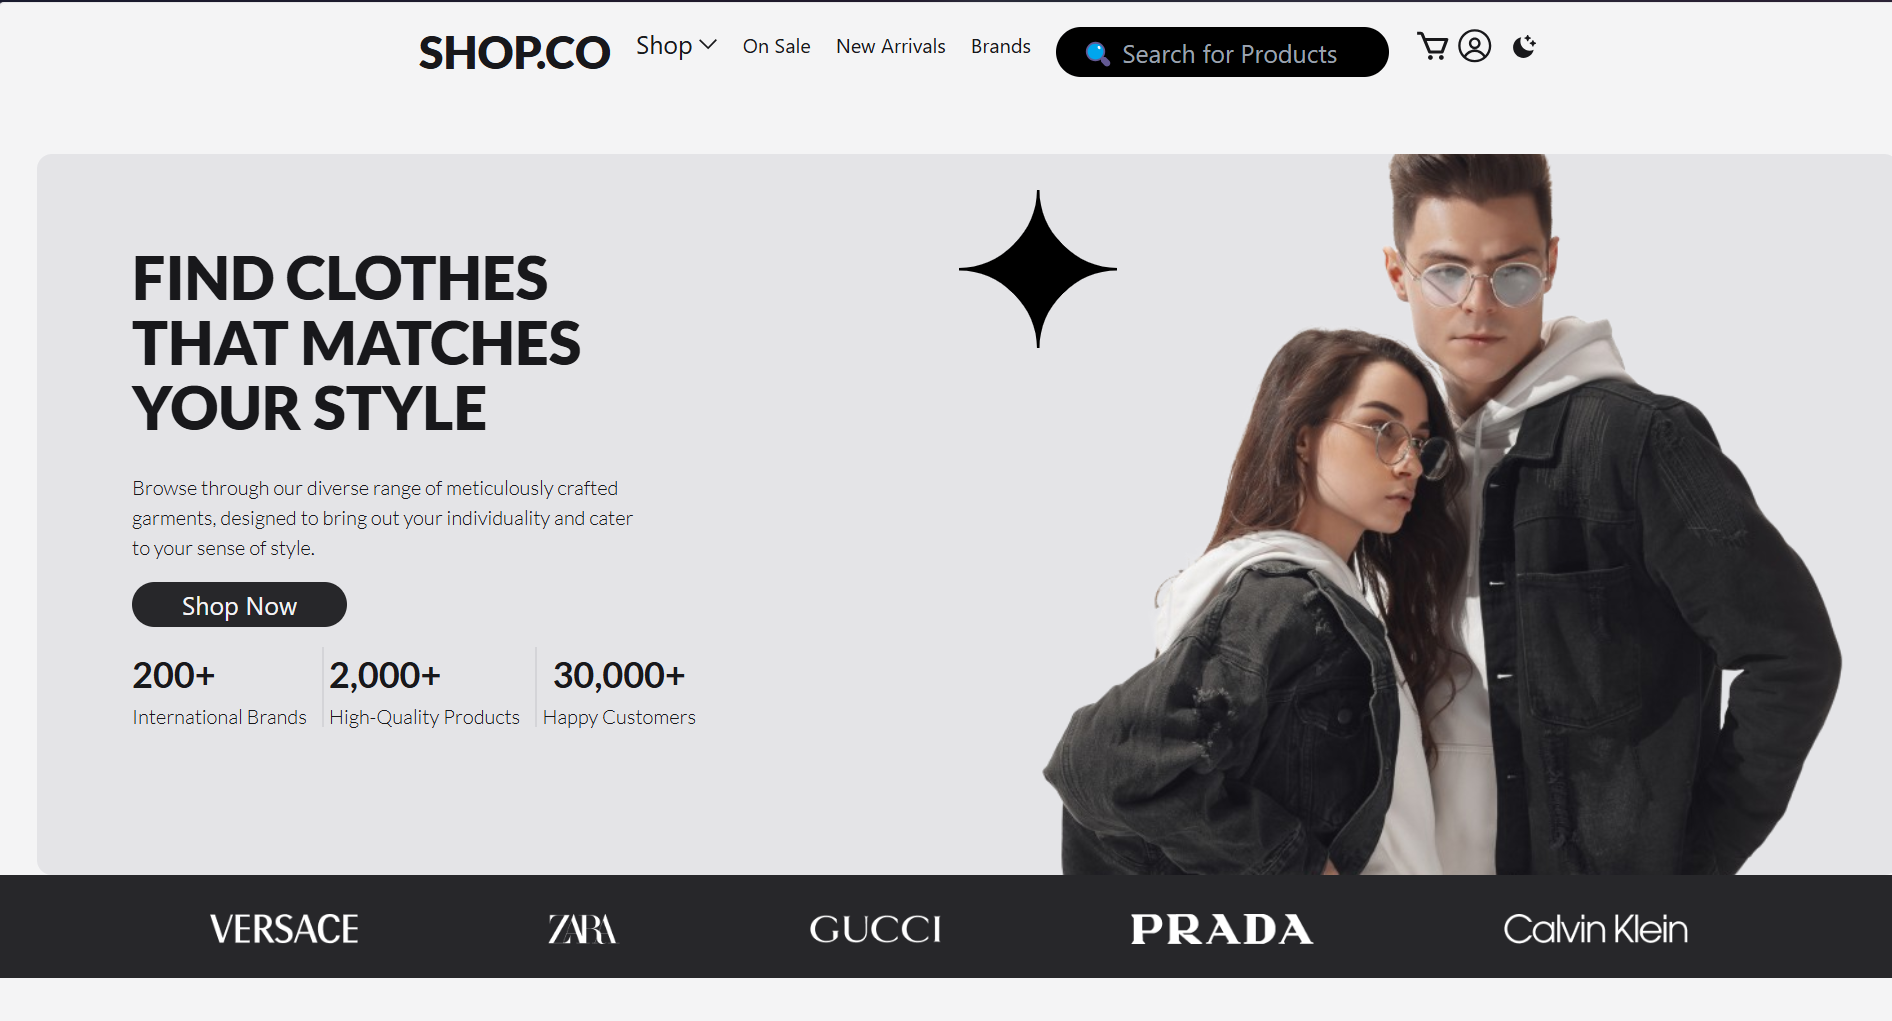 SHOP.CO
Shop
On Sale
New Arrivals
Brands
Search for Products
FIND CLOTHES
THAT MATCHES
YOUR STYLE
Browse through our diverse range of meticulously crafted
garments, designed to bring out your individuality and cater
to your sense of style.
Shop Now
200+
International Brands
2,000+
High-Quality Products
30,000+
Happy Customers
VERSACE
ZARA
GUCCI
PRADA
Calvin Klein